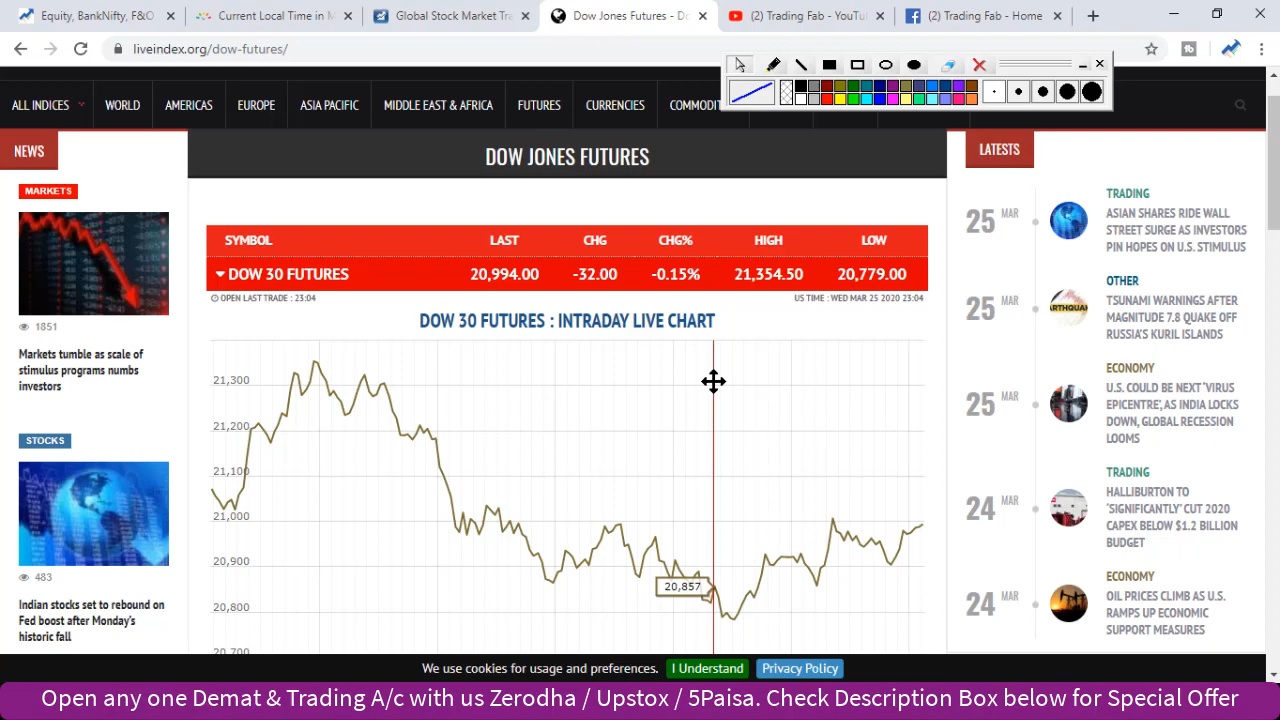 Equity, BankNifty, F&O
Current Local Time in M
Global Stock Market Tra
Dow Jones Futures - Do
(2) Trading Fab - YouTu
(2) Trading Fab - Home
liveindex.org/dow-futures/
ALL INDICES
WORLD
AMERICAS
EUROPE
ASIA PACIFIC
MIDDLE EAST & AFRICA
FUTURES
CURRENCIES
COMMODIT
NEWS
MARKETS
1851
Markets tumble as scale of
stimulus programs numbs
investors
STOCKS
483
Indian stocks set to rebound on
Fed boost after Monday's
historic fall
DOW JONES FUTURES
SYMBOL LAST CHG CHG% HIGH LOW
DOW 30 FUTURES 20,994.00 -32.00 -0.15% 21,354.50 20,779.00
OPEN LAST TRADE : 23:04
US TIME : WED MAR 25 2020 23:04
DOW 30 FUTURES : INTRADAY LIVE CHART
21,300
21,200
21,100
21,000
20,900
20,800
20,700
20,857
LATESTS
25 MAR
TRADING
ASIAN SHARES RIDE WALL
STREET SURGE AS INVESTORS
PIN HOPES ON U.S. STIMULUS
25 MAR
OTHER
TSUNAMI WARNINGS AFTER
MAGNITUDE 7.8 QUAKE OFF
RUSSIA'S KURIL ISLANDS
25 MAR
ECONOMY
U.S. COULD BE NEXT 'VIRUS
EPICENTRE', AS INDIA LOCKS
DOWN, GLOBAL RECESSION
LOOMS
24 MAR
TRADING
HALLIBURTON TO
'SIGNIFICANTLY' CUT 2020
CAPEX BELOW $1.2 BILLION
BUDGET
24 MAR
ECONOMY
OIL PRICES CLIMB AS U.S.
RAMPS UP ECONOMIC
SUPPORT MEASURES
We use cookies for usage and preferences. I Understand Privacy Policy
Open any one Demat & Trading A/c with us Zerodha / Upstox / 5Paisa. Check Description Box below for Special Offer